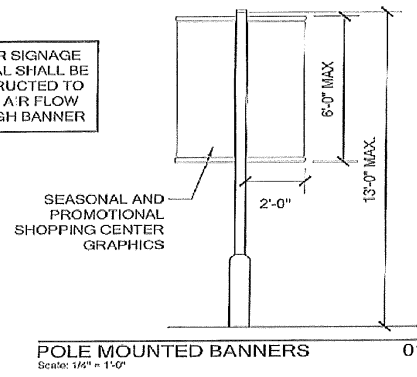 R SIGNAGE
AL SHALL BE
RUCTED TO
AIR FLOW
GH BANNER
6'-0" MAX
13'-0" MAX.
2'-0"
SEASONAL AND
PROMOTIONAL
SHOPPING CENTER
GRAPHICS
POLE MOUNTED BANNERS 01
Scale: 1/4" = 1'-0"